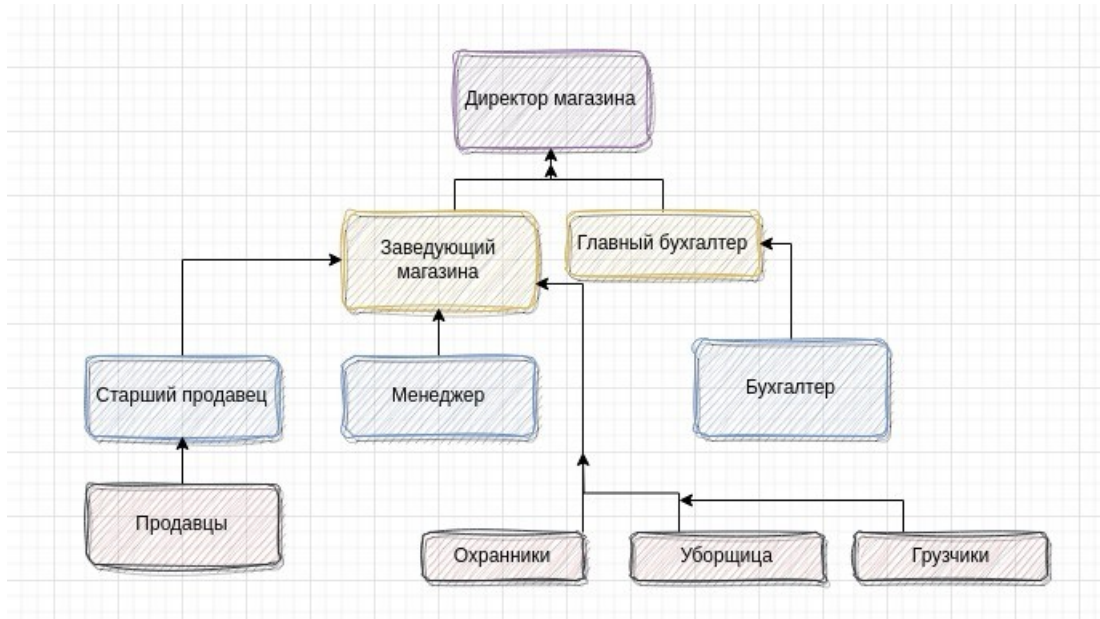 Директор магазина
Заведующий
магазина
Главный бухгалтер
Старший продавец
Менеджер
Бухгалтер
Продавцы
Охранники
Уборщица
Грузчики